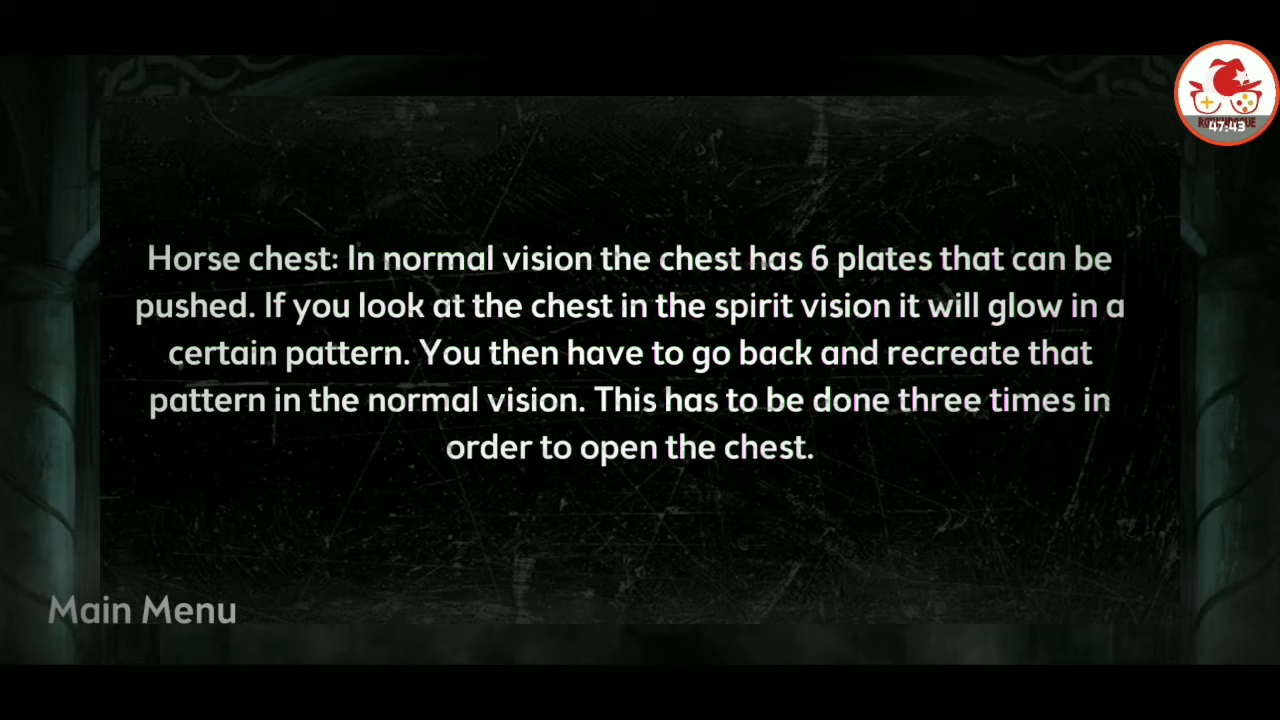 47:43
Horse chest: In normal vision the chest has 6 plates that can be
pushed. If you look at the chest in the spirit vision it will glow in a
certain pattern. You then have to go back and recreate that
pattern in the normal vision. This has to be done three times in
order to open the chest.
Main Menu